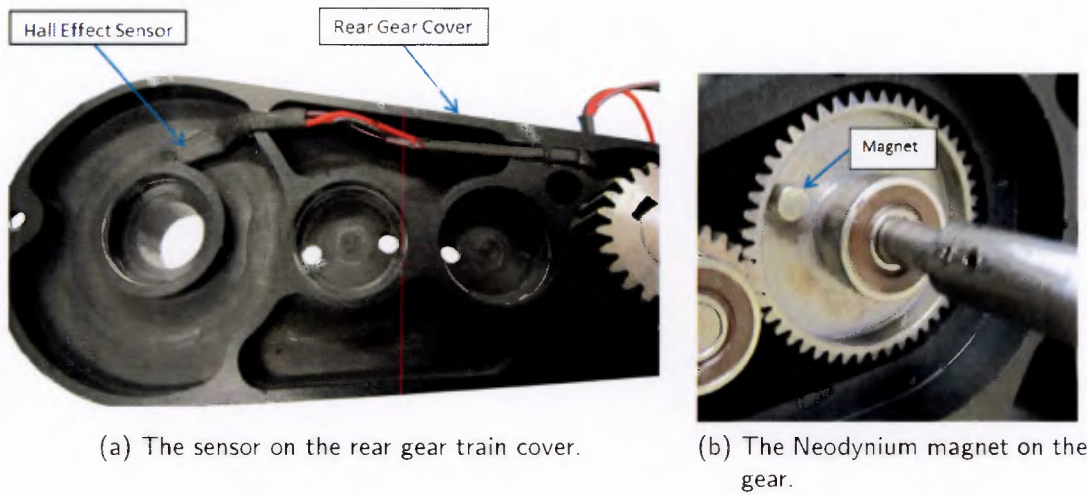 Hall Effect Sensor
Rear Gear Cover
Magnet
(a) The sensor on the rear gear train cover.
(b) The Neodynium magnet on the
gear.